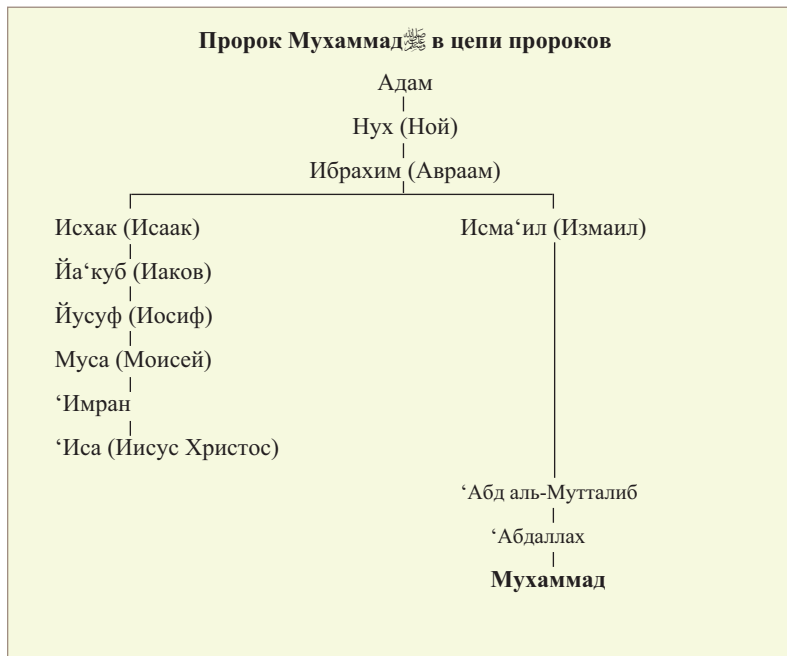 Пророк Мухаммадﷺ в цепи пророков
Адам
Нух (Ной)
Ибрахим (Авраам)
Исхак (Исаак)
Исма‘ил (Измаил)
Йа‘куб (Иаков)
Йусуф (Иосиф)
Муса (Моисей)
‘Имран
‘Иса (Иисус Христос)
‘Абд аль-Мутталиб
‘Абдаллах
Мухаммад